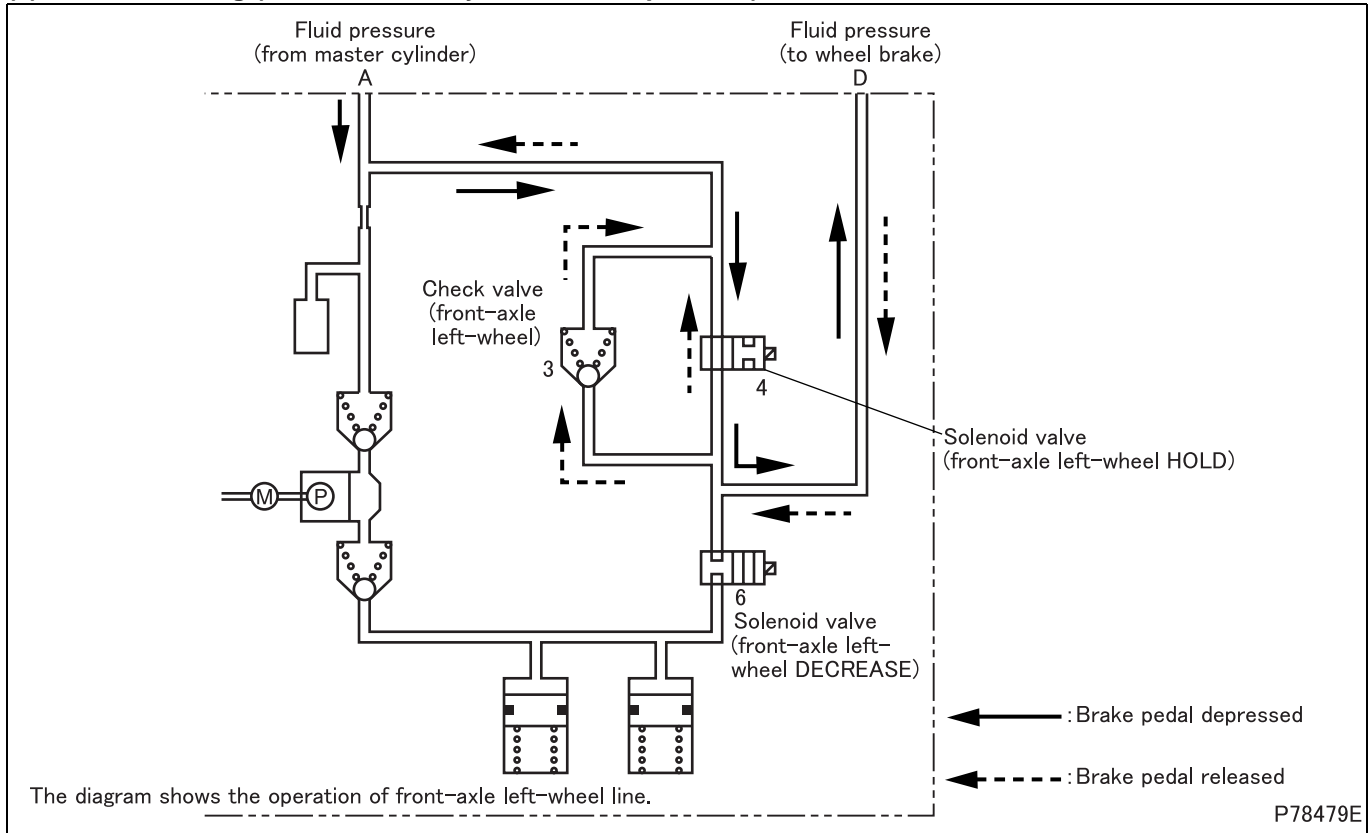 Fluid pressure
(from master cylinder)
A
Fluid pressure
(to wheel brake)
D
Check valve
(front-axle
left-wheel)
3
4
Solenoid valve
(front-axle left-wheel HOLD)
M
P
6
Solenoid valve
(front-axle left-
wheel DECREASE)
:Brake pedal depressed
:Brake pedal released
The diagram shows the operation of front-axle left-wheel line.
P78479E